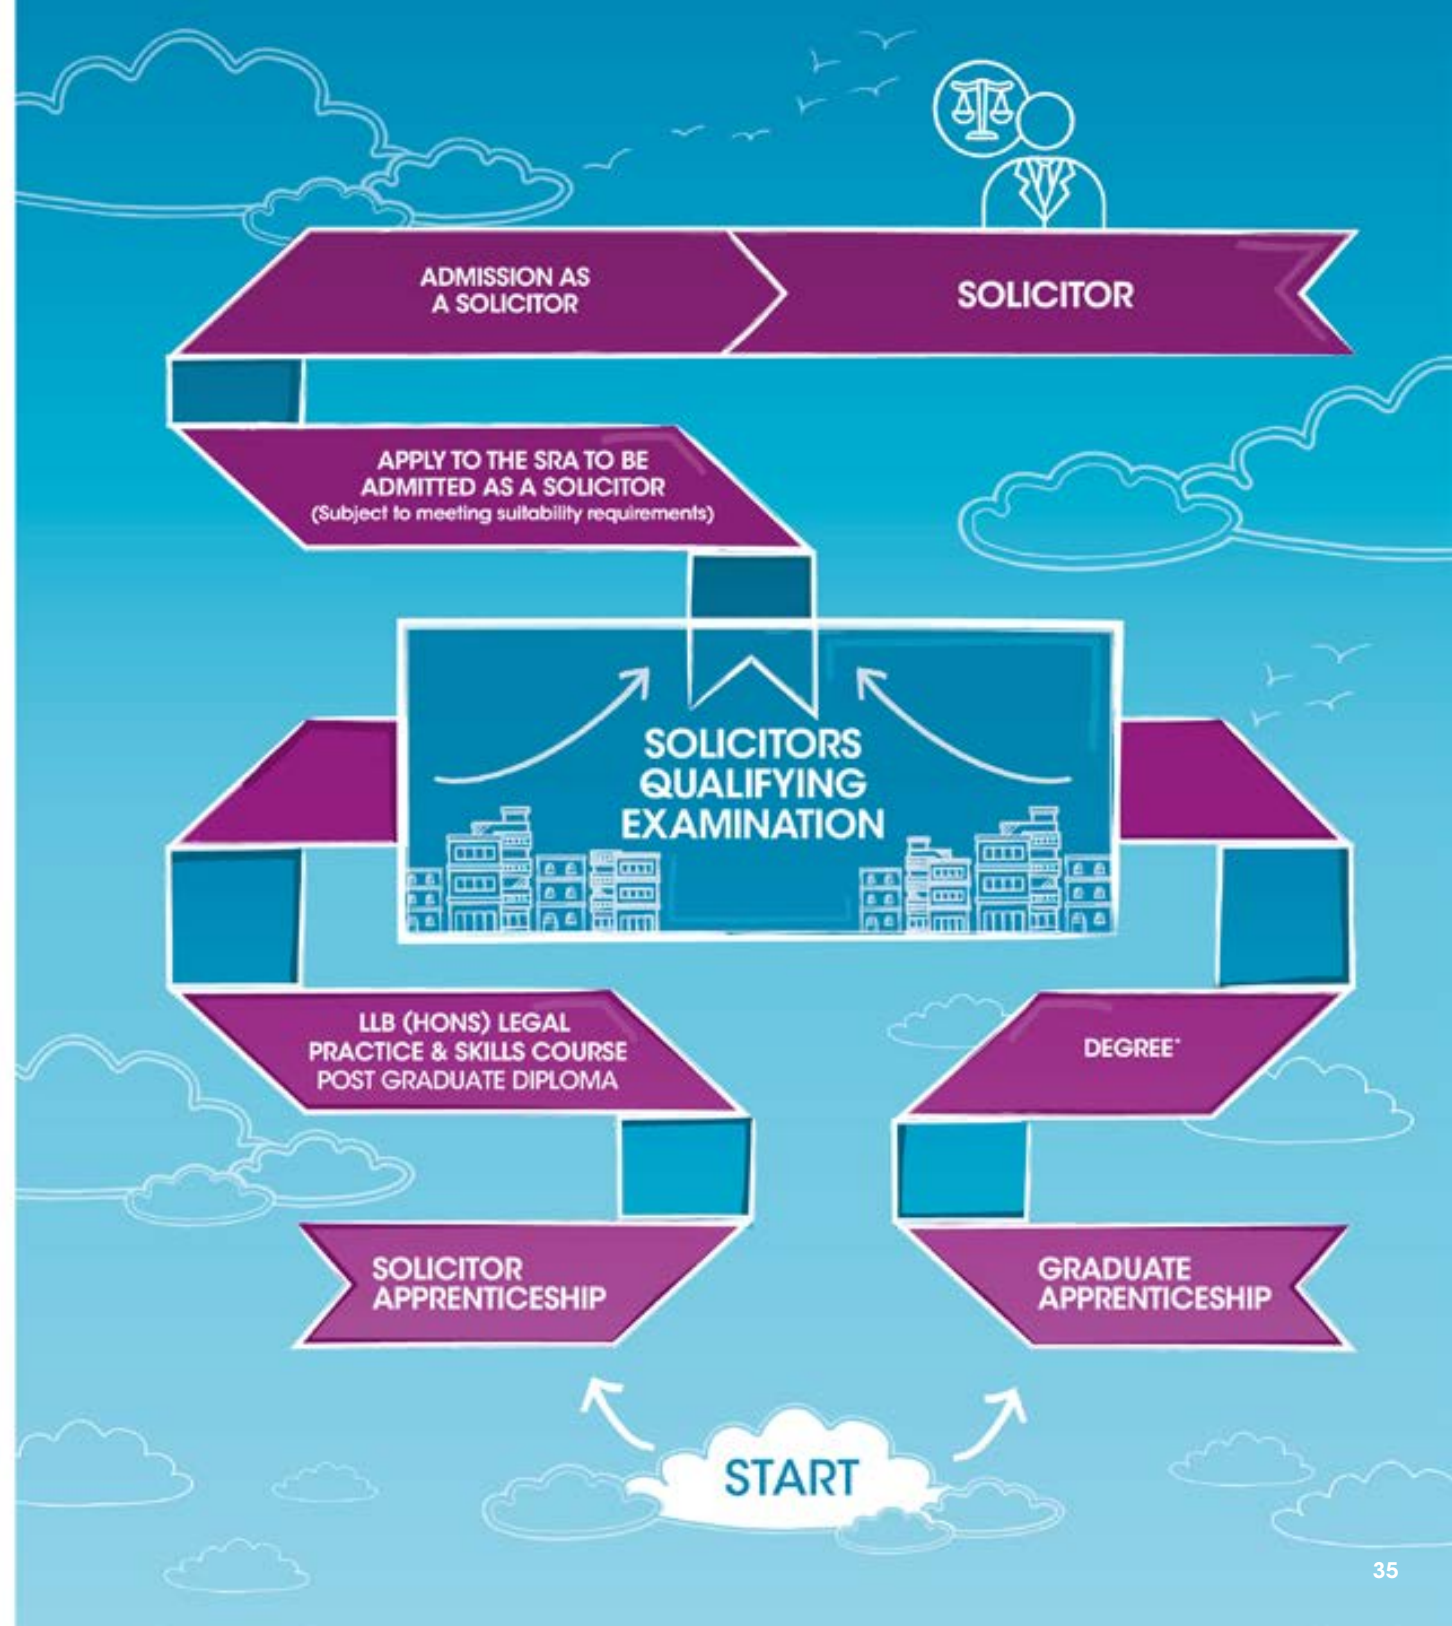 ADMISSION AS
A SOLICITOR
SOLICITOR
APPLY TO THE SRA TO BE
ADMITTED AS A SOLICITOR
(Subject to meeting suitability requirements)
SOLICITORS
QUALIFYING
EXAMINATION
LLB (HONS) LEGAL
PRACTICE & SKILLS COURSE
POST GRADUATE DIPLOMA
DEGREE*
SOLICITOR
APPRENTICESHIP
GRADUATE
APPRENTICESHIP
START
35